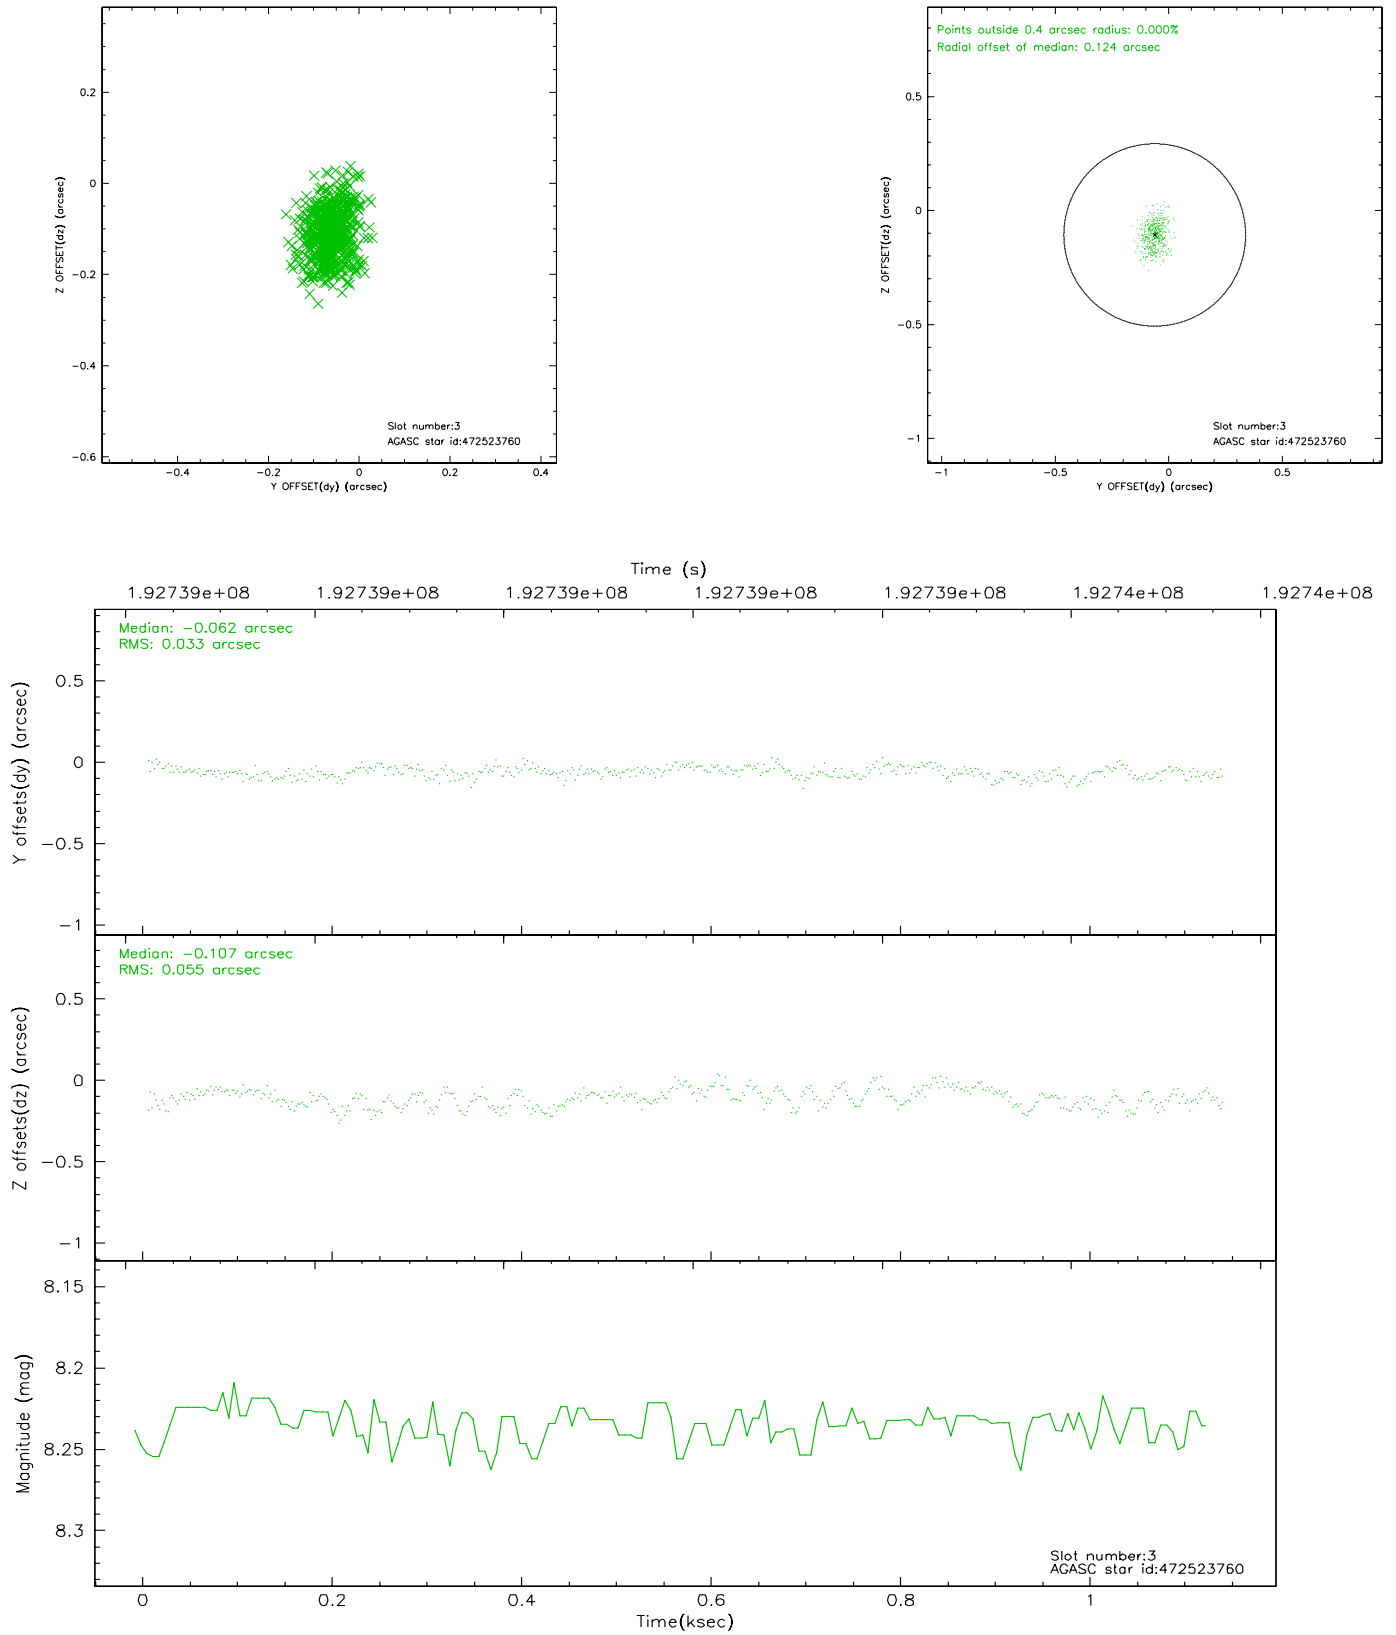 0.2
0
−0.2
−0.4
−0.6
Z OFFSET(dz) (arcsec)
Slot number:3
AGASC star id:472523760
−0.4
−0.2
0
0.2
0.4
Y OFFSET(dy) (arcsec)
Points outside 0.4 arcsec radius: 0.000%
Radial offset of median: 0.124 arcsec
0.5
0
−0.5
−1
Z OFFSET(dz) (arcsec)
Slot number:3
AGASC star id:472523760
−1
−0.5
0
0.5
Y OFFSET(dy) (arcsec)
Time (s)
1.92739e+08
1.92739e+08
1.92739e+08
1.92739e+08
1.92739e+08
1.9274e+08
1.9274e+08
Median: −0.062 arcsec
RMS: 0.033 arcsec
0.5
0
−0.5
−1
Y offsets(dy) (arcsec)
Median: −0.107 arcsec
RMS: 0.055 arcsec
0.5
0
−0.5
−1
Z offsets(dz) (arcsec)
8.15
8.2
8.25
8.3
Magnitude (mag)
Slot number:3
AGASC star id:472523760
0
0.2
0.4
0.6
0.8
1
Time(ksec)